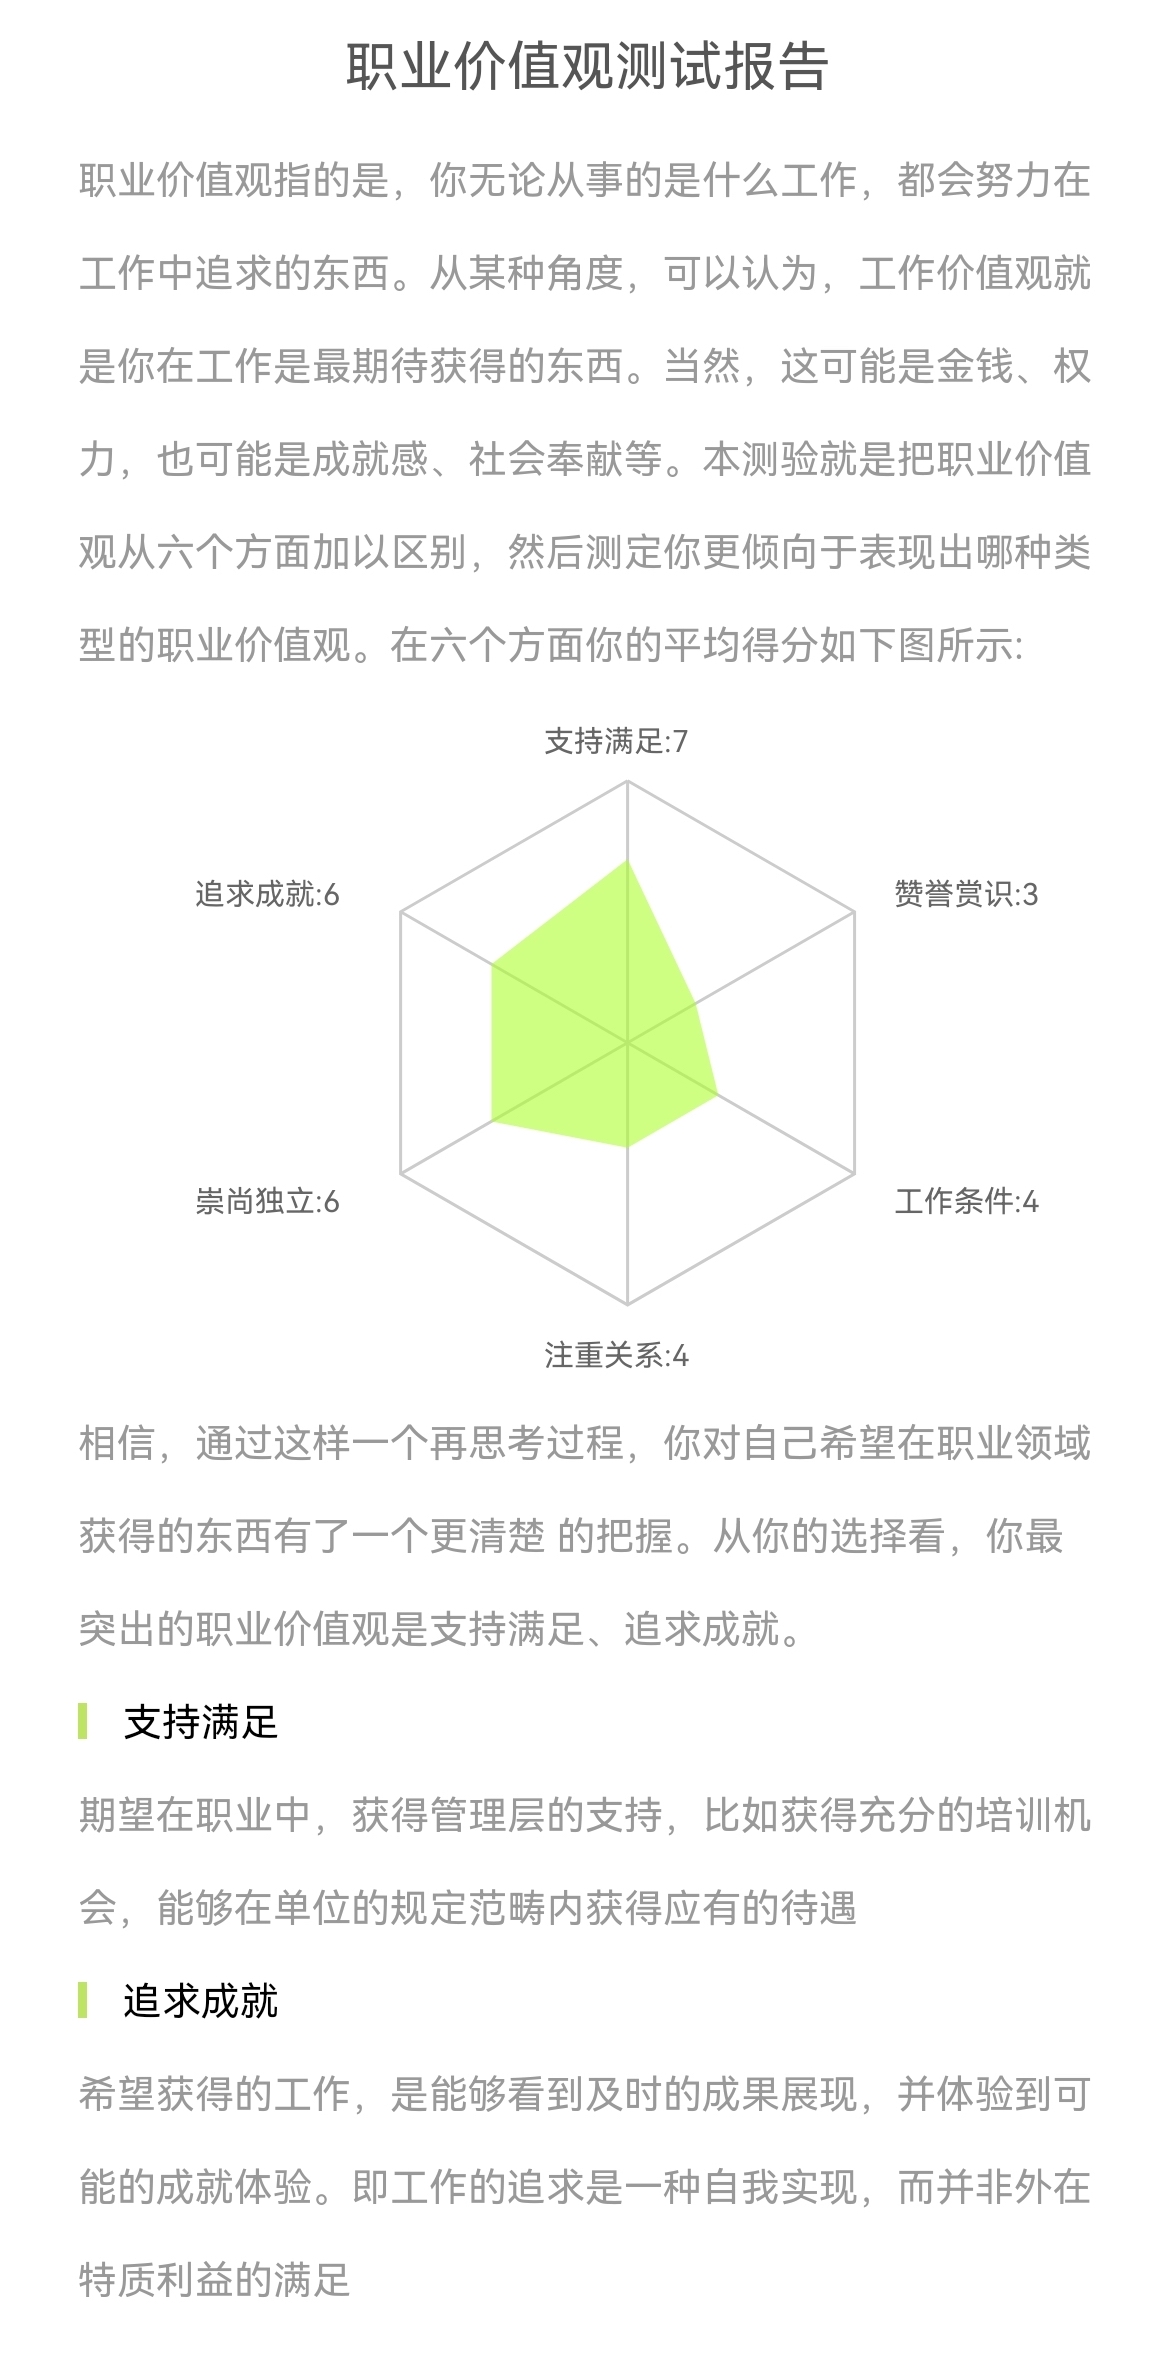 职业价值观测试报告
职业价值观指的是，你无论从事的是什么工作，都会努力在
工作中追求的东西。从某种角度，可以认为，工作价值观就
是你在工作是最期待获得的东西。当然，这可能是金钱、权
力，也可能是成就感、社会奉献等。本测验就是把职业价值
观从六个方面加以区别，然后测定你更倾向于表现出哪种类
型的职业价值观。在六个方面你的平均得分如下图所示:
支持满足:7
追求成就:6
赞誉赏识:3
崇尚独立:6
工作条件:4
注重关系:4
相信，通过这样一个再思考过程，你对自己希望在职业领域
获得的东西有了一个更清楚 的把握。从你的选择看，你最
突出的职业价值观是支持满足、追求成就。
支持满足
期望在职业中，获得管理层的支持，比如获得充分的培训机
会，能够在单位的规定范畴内获得应有的待遇
追求成就
希望获得的工作，是能够看到及时的成果展现，并体验到可
能的成就体验。即工作的追求是一种自我实现，而并非外在
特质利益的满足